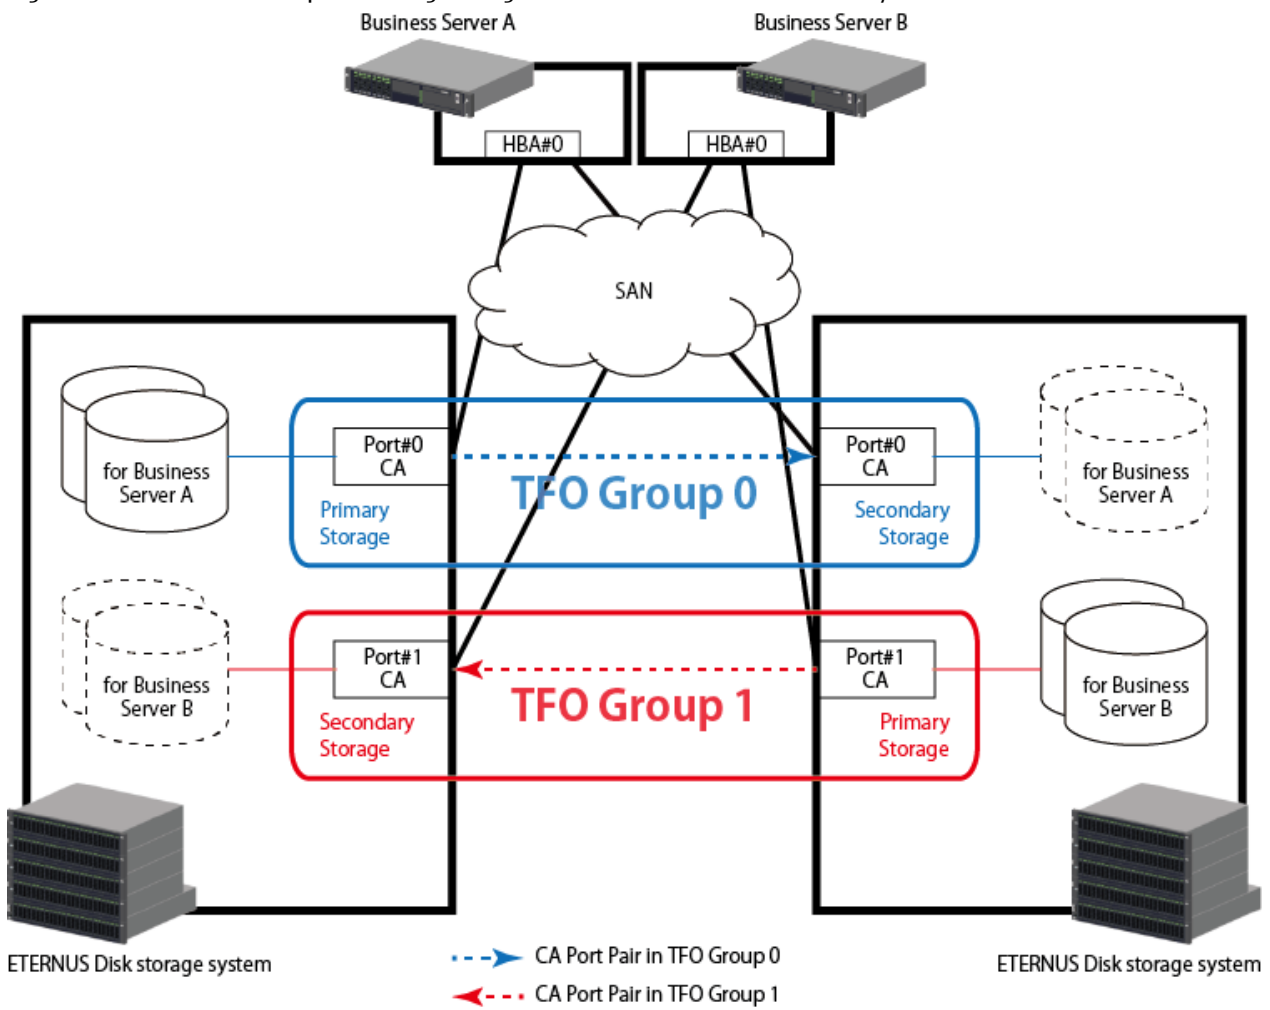 Business Server A
Business Server B
HBA#0
HBA#0
SAN
for Business
Server A
Port#0
CA
Primary
Storage
TFO Group 0
Port#0
CA
Secondary
Storage
for Business
Server A
for Business
Server B
Port#1
CA
Secondary
Storage
TFO Group 1
Port#1
CA
Primary
Storage
for Business
Server B
ETERNUS Disk storage system
ETERNUS Disk storage system
CA Port Pair in TFO Group 0
CA Port Pair in TFO Group 1